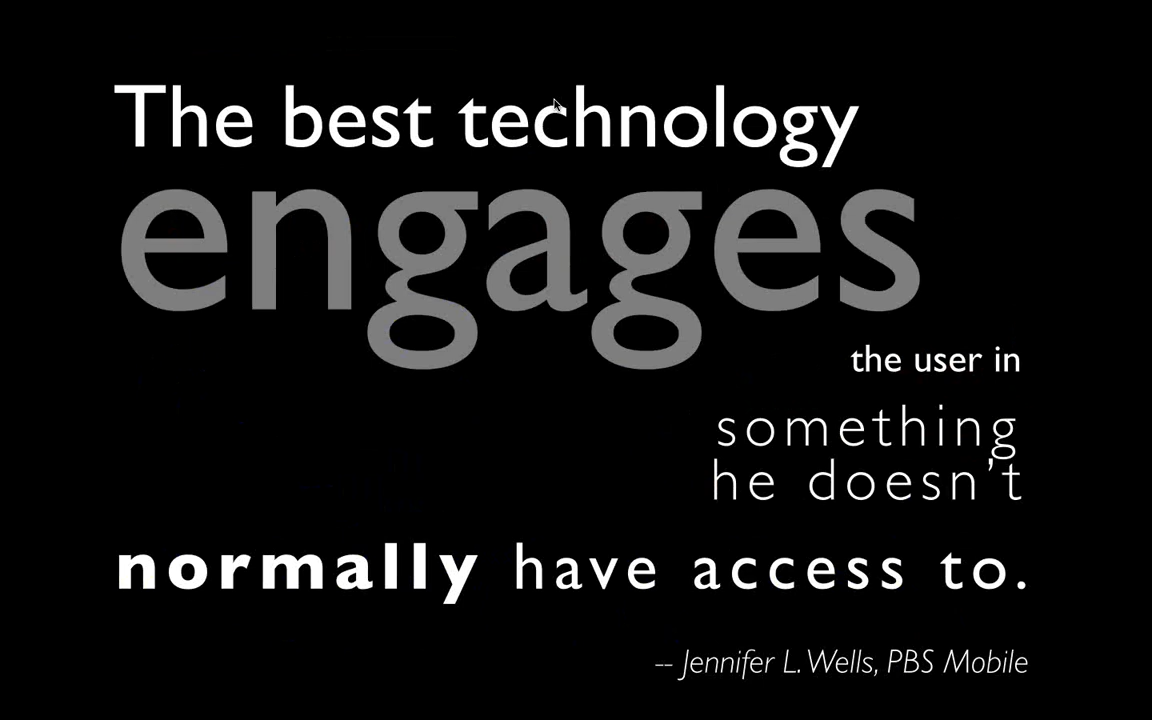 The best technology
engages
the user in
something
he doesn't
normally have access to.
-- Jennifer L. Wells, PBS Mobile